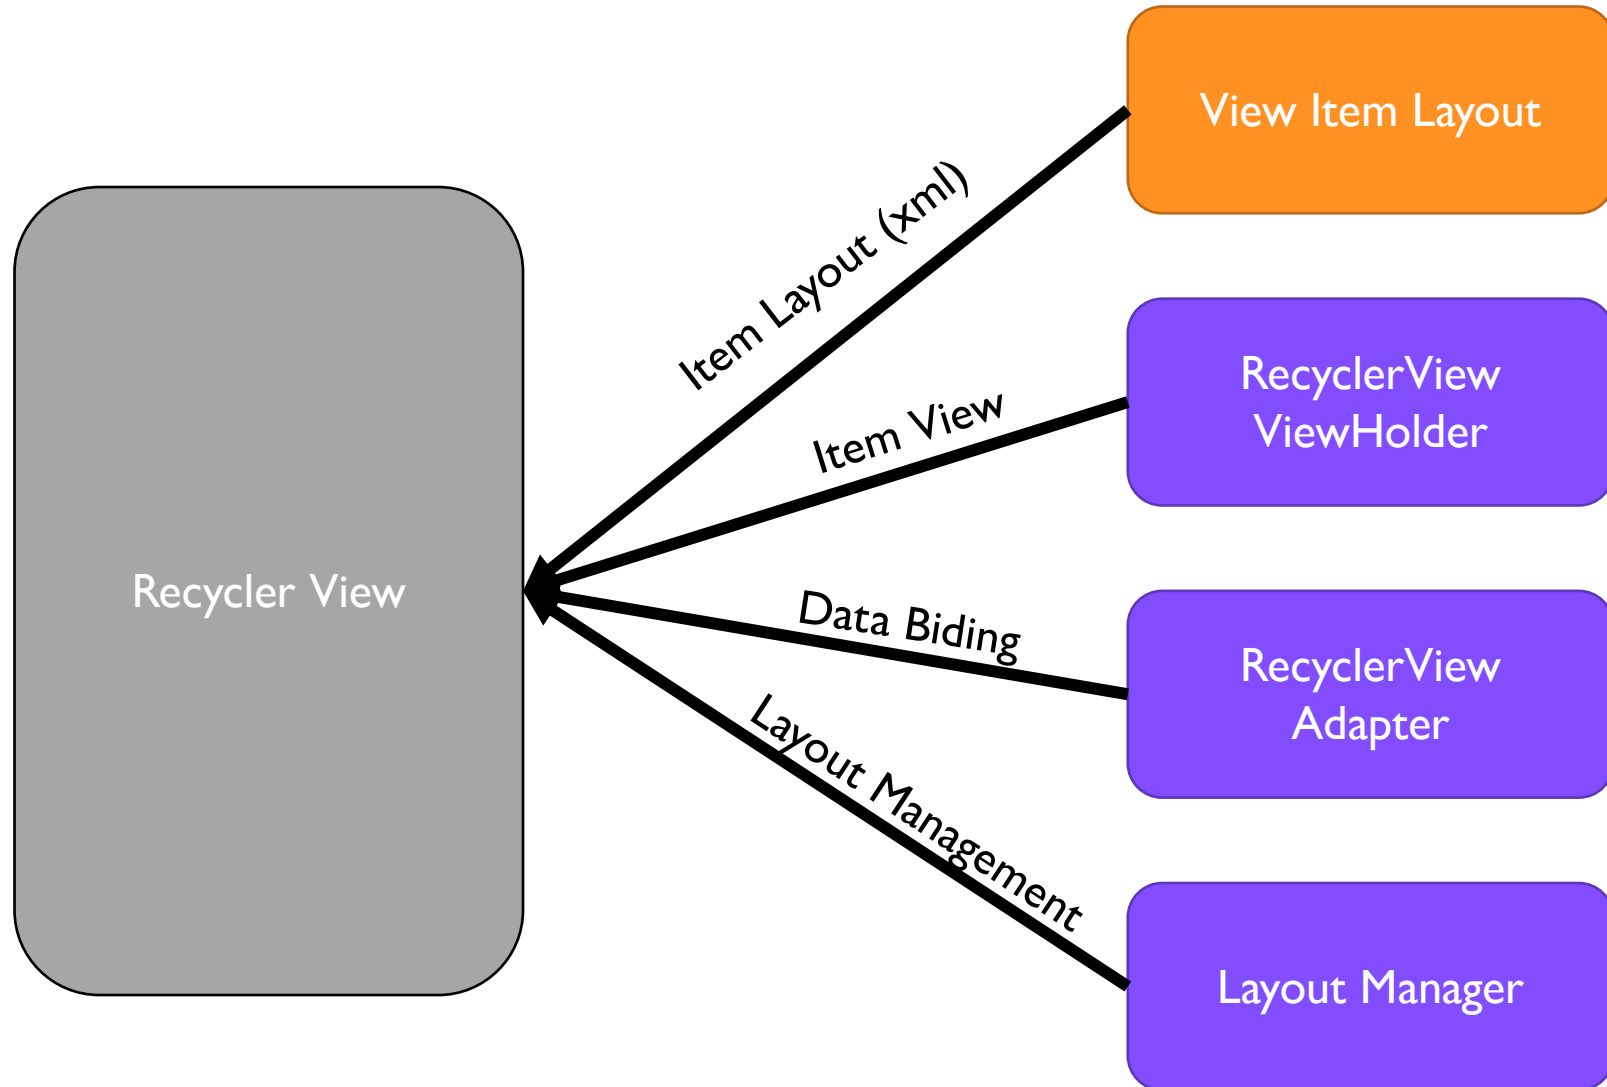 View Item Layout
Item Layout (xml)
RecyclerView
ViewHolder
Item View
Recycler View
Data Biding
RecyclerView
Adapter
Layout Management
Layout Manager